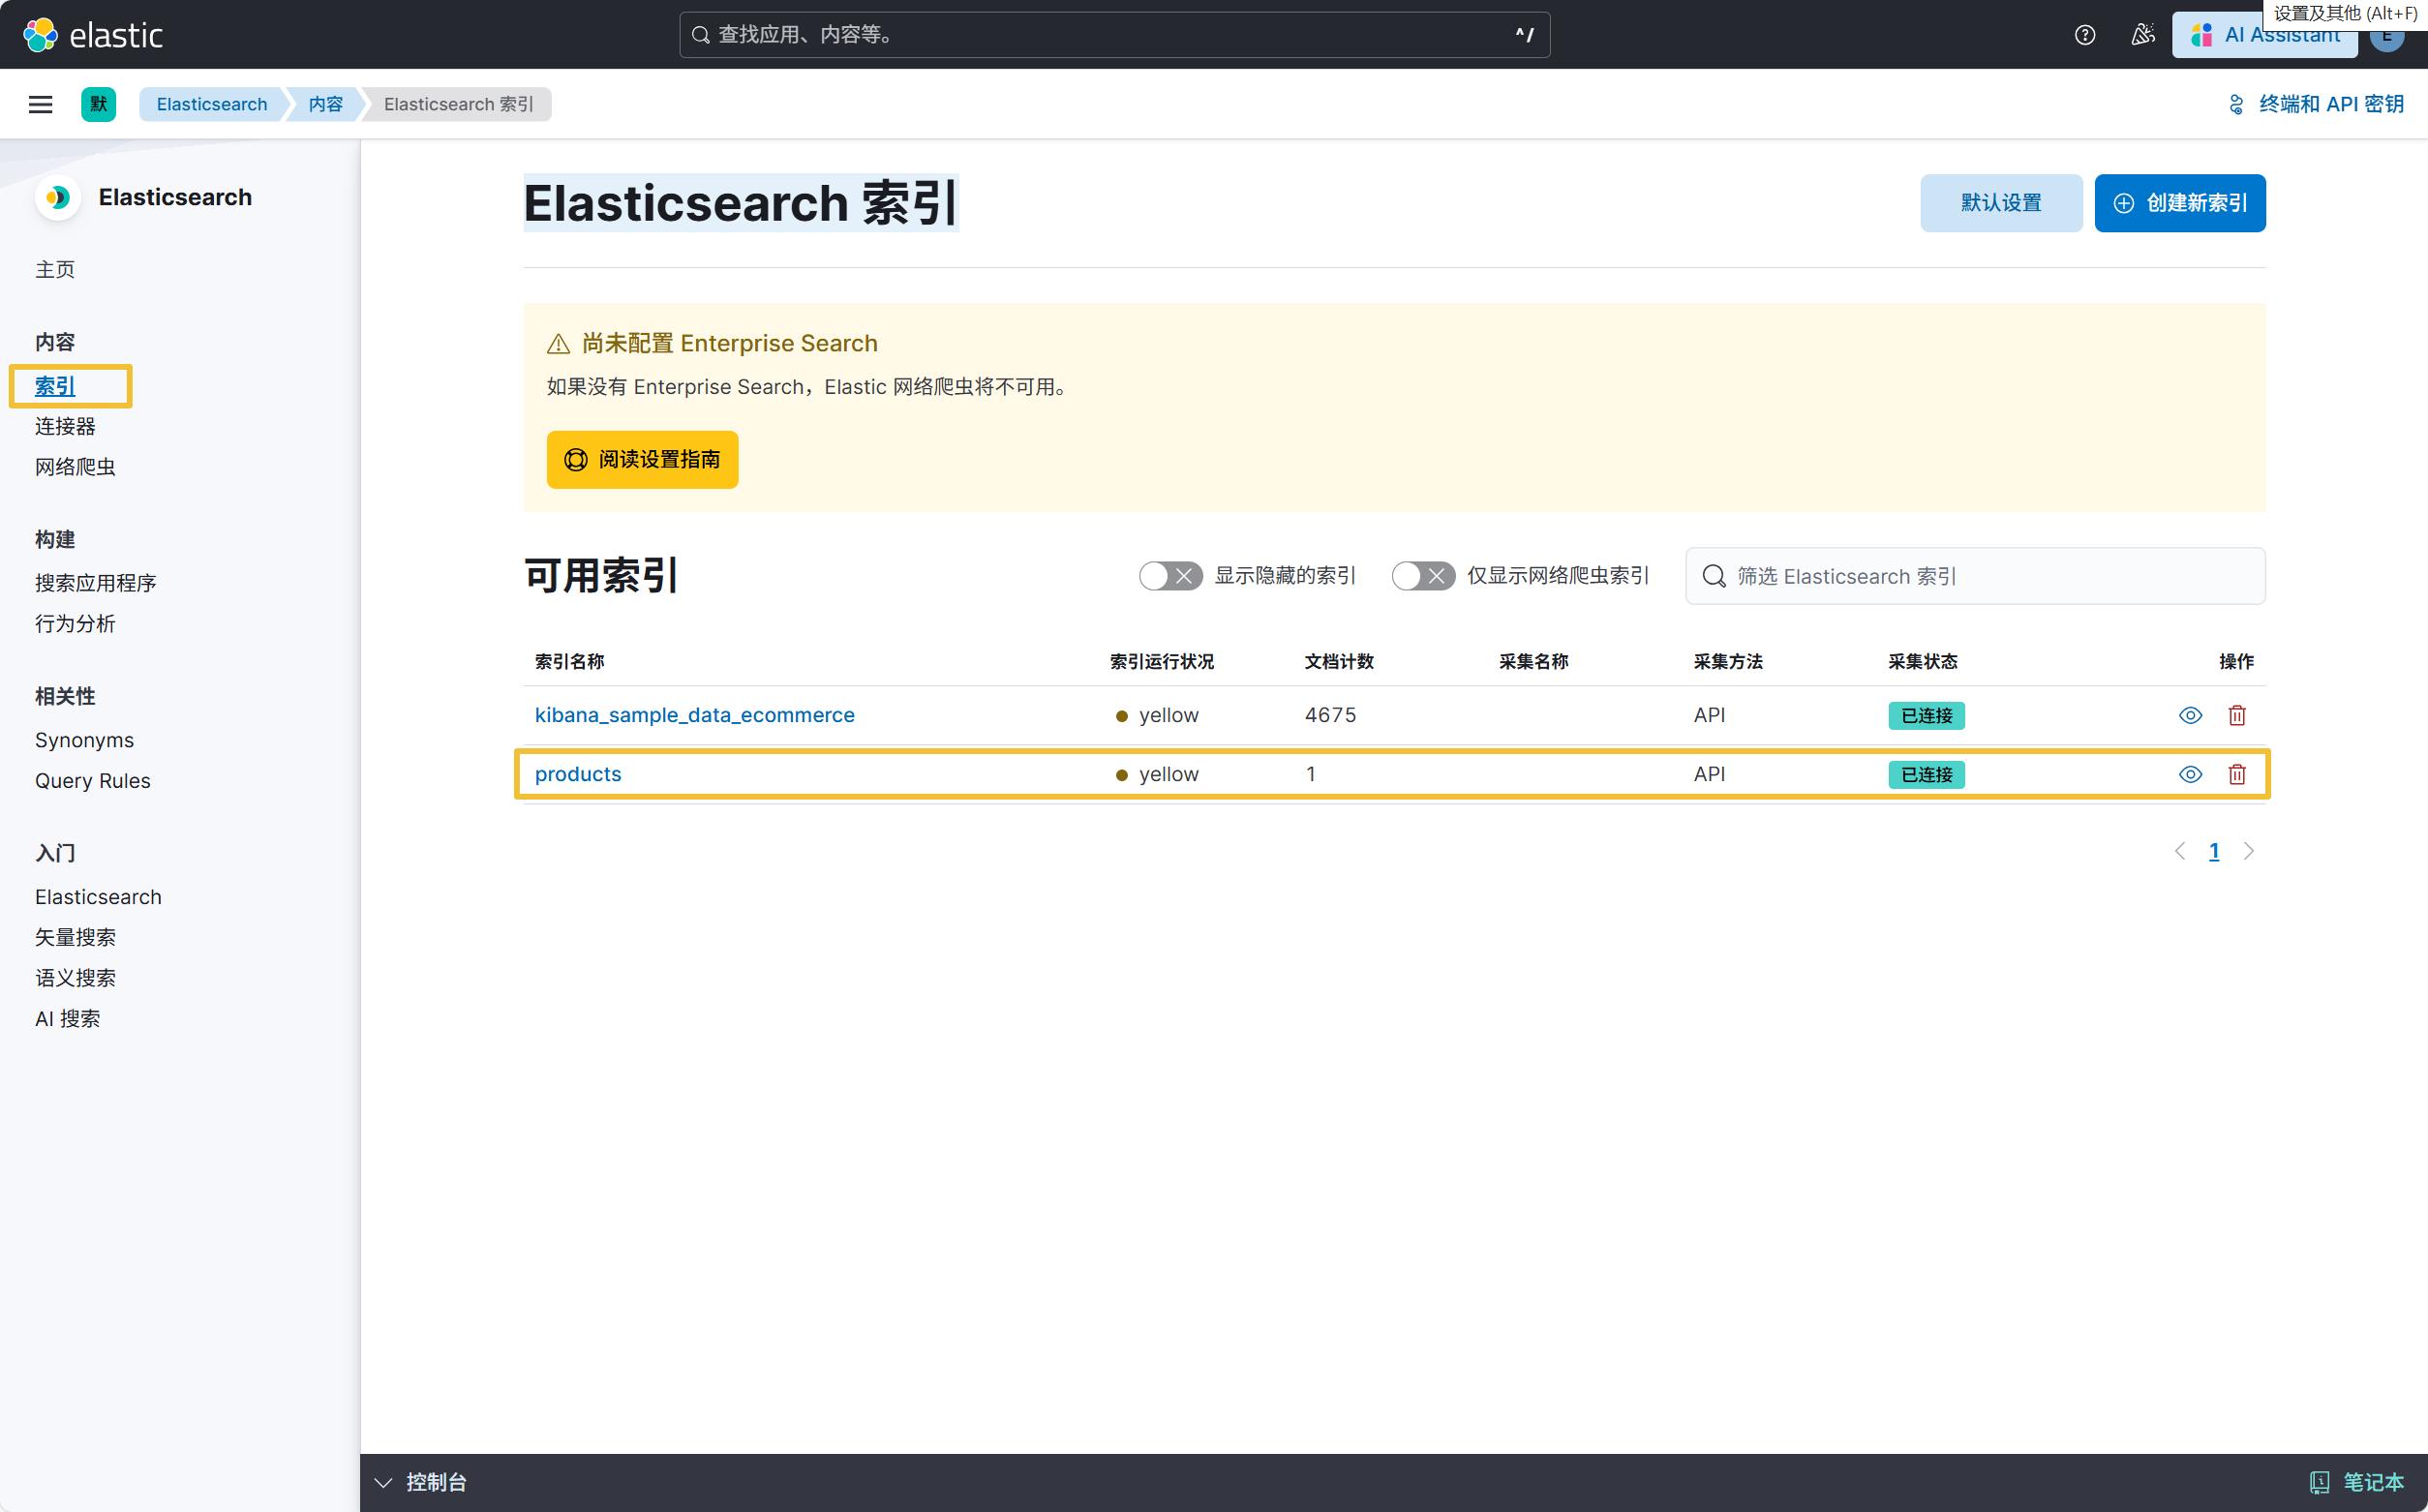 elastic
查找应用、内容等。
^/
AI Assistant
设置及其他 (Alt+F)
E
默
Elasticsearch
内容
Elasticsearch 索引
终端和 API 密钥
Elasticsearch
主页
内容
索引
连接器
网络爬虫
构建
搜索应用程序
行为分析
相关性
Synonyms
Query Rules
入门
Elasticsearch
矢量搜索
语义搜索
AI 搜索
Elasticsearch 索引
默认设置
创建新索引
尚未配置 Enterprise Search
如果没有 Enterprise Search，Elastic 网络爬虫将不可用。
阅读设置指南
可用索引
显示隐藏的索引
仅显示网络爬虫索引
筛选 Elasticsearch 索引
索引名称 索引运行状况 文档计数 采集名称 采集方法 采集状态 操作
kibana_sample_data_ecommerce yellow 4675 API 已连接
products yellow 1 API 已连接
1
控制台
笔记本